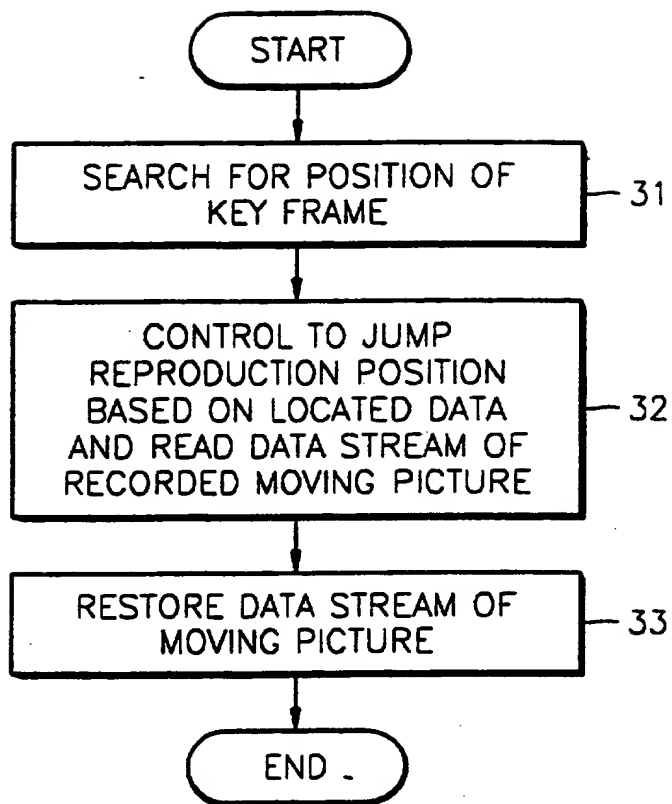 START
SEARCH FOR POSITION OF
KEY FRAME
31
CONTROL TO JUMP
REPRODUCTION POSITION
BASED ON LOCATED DATA
AND READ DATA STREAM OF
RECORDED MOVING PICTURE
32
RESTORE DATA STREAM OF
MOVING PICTURE
33
END